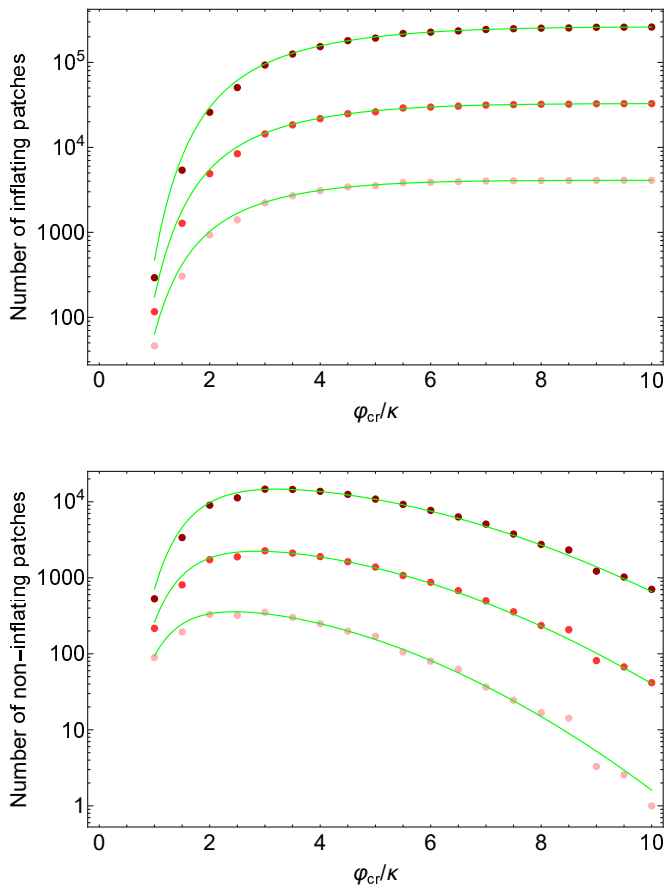 Number of inflating patches
10^5
10^4
1000
100
0 2 4 6 8 10
φcr/κ
Number of non-inflating patches
10^4
1000
100
10
1
0 2 4 6 8 10
φcr/κ